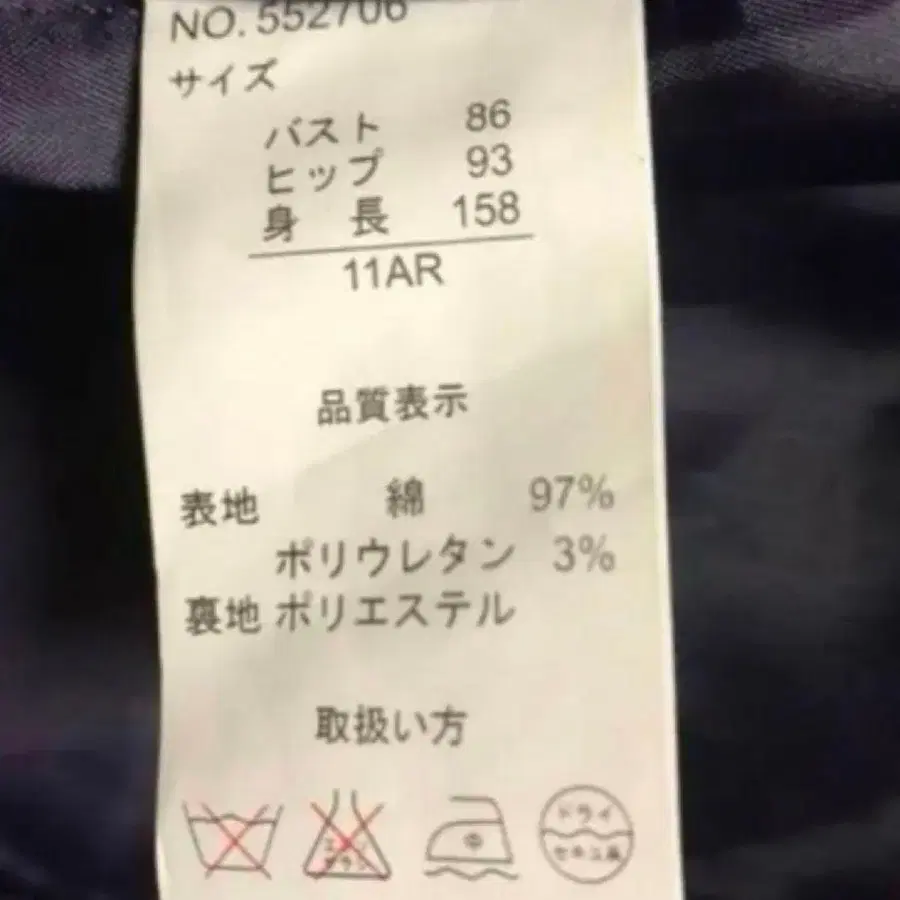 NO. 552706
サイズ
バスト 86
ヒップ 93
身 長 158
11AR
品質表示
表地 綿 97%
ポリウレタン 3%
裏地 ポリエステル
取扱い方
中
ドライ
セキユ系